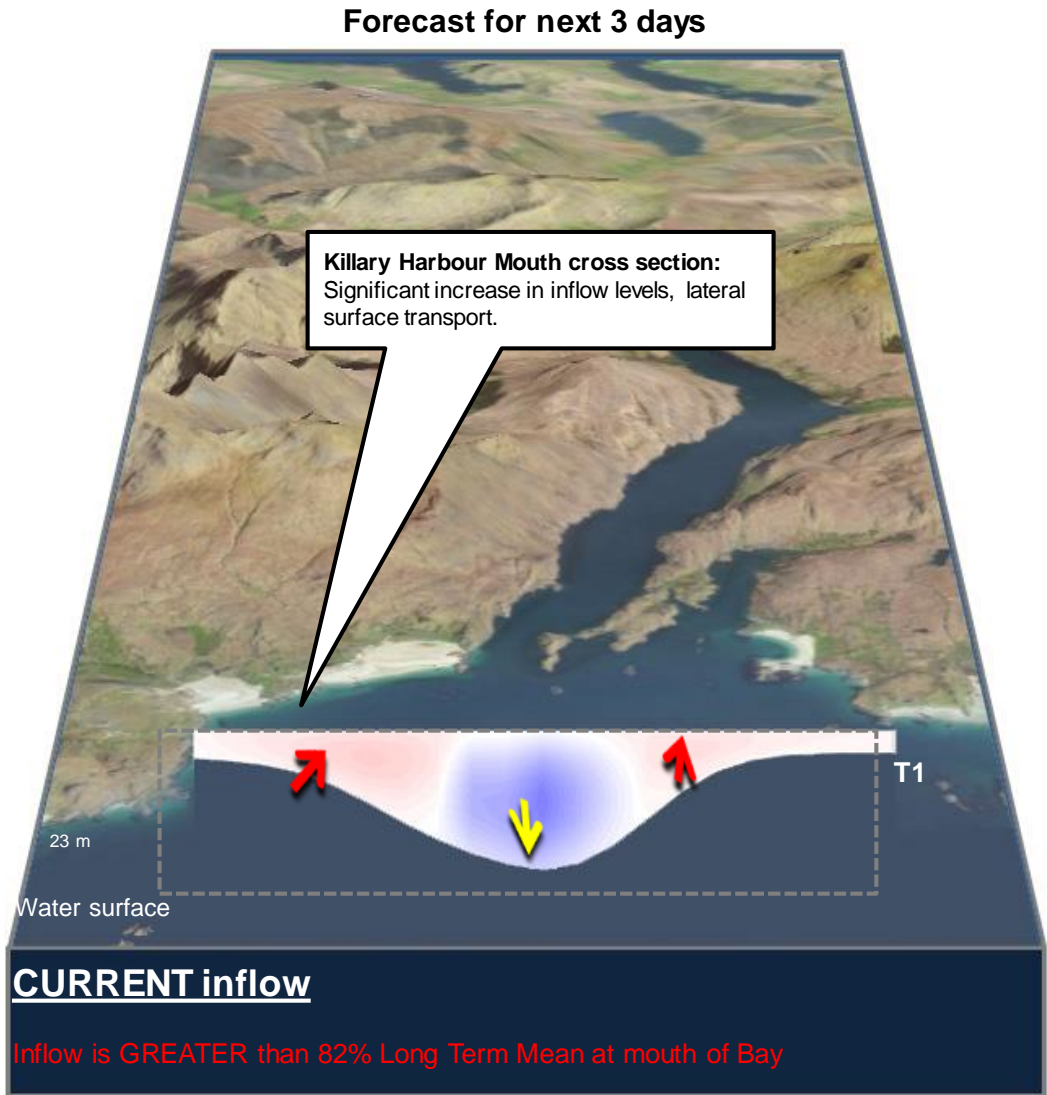 Forecast for next 3 days
Killary Harbour Mouth cross section:
Significant increase in inflow levels, lateral
surface transport.
T1
23 m
Water surface
CURRENT inflow
Inflow is GREATER than 82% Long Term Mean at mouth of Bay